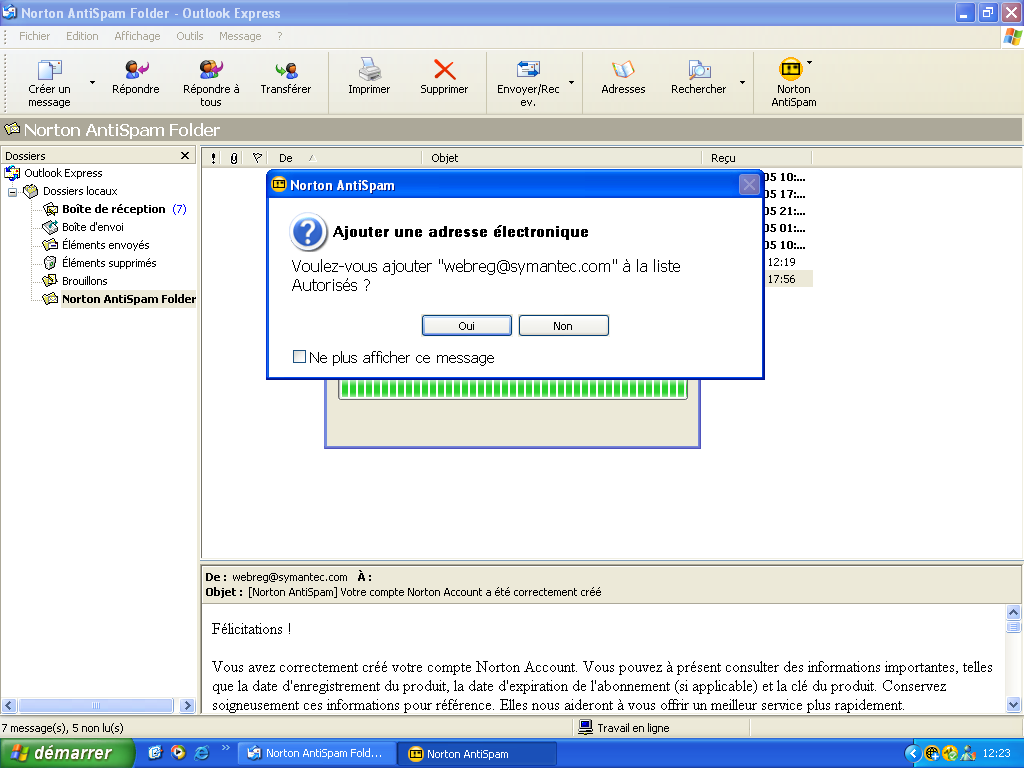 Norton AntiSpam Folder - Outlook Express
Fichier Edition Affichage Outils Message ?
Créer un message
Répondre
Répondre à tous
Transférer
Imprimer
Supprimer
Envoyer/Rec ev.
Adresses
Rechercher
Norton AntiSpam
Norton AntiSpam Folder
Dossiers
Outlook Express
Dossiers locaux
Boîte de réception (7)
Boîte d'envoi
Éléments envoyés
Éléments supprimés
Brouillons
Norton AntiSpam Folder
! De Objet Reçu
05 10:...
05 17:...
05 21:...
05 01:...
05 10:...
12:19
17:56
Norton AntiSpam
Ajouter une adresse électronique
Voulez-vous ajouter "webreg@symantec.com" à la liste
Autorisés ?
Oui Non
Ne plus afficher ce message
De : webreg@symantec.com À :
Objet : [Norton AntiSpam] Votre compte Norton Account a été correctement créé
Félicitations !
Vous avez correctement créé votre compte Norton Account. Vous pouvez à présent consulter des informations importantes, telles
que la date d'enregistrement du produit, la date d'expiration de l'abonnement (si applicable) et la clé du produit. Conservez
soigneusement ces informations pour référence. Elles nous aideront à vous offrir un meilleur service plus rapidement.
7 message(s), 5 non lu(s)
Travail en ligne
démarrer
Norton AntiSpam Fold...
Norton AntiSpam
12:23